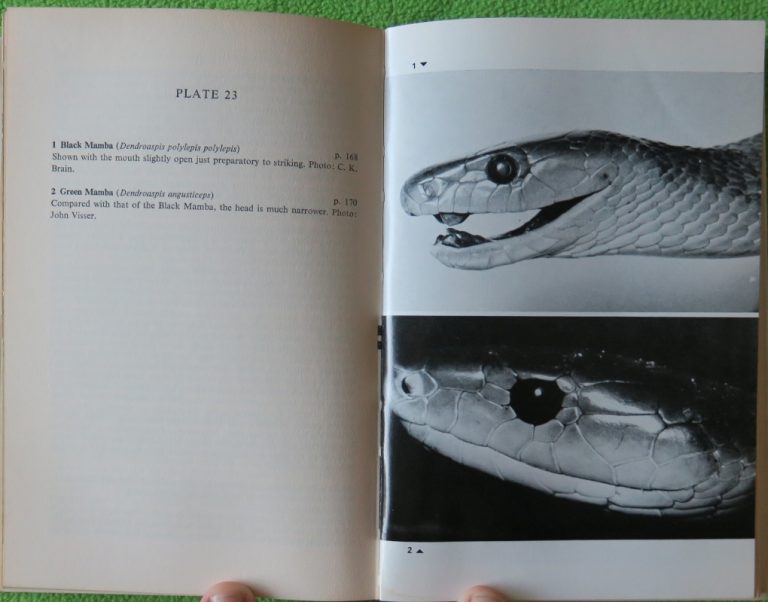 PLATE 23
1 Black Mamba (Dendroaspis polylepis polylepis)
p. 168
Shown with the mouth slightly open just preparatory to striking. Photo: C. K.
Brain.
2 Green Mamba (Dendroaspis angusticeps)
p. 170
Compared with that of the Black Mamba, the head is much narrower. Photo:
John Visser.
1 ▼
2 ▲